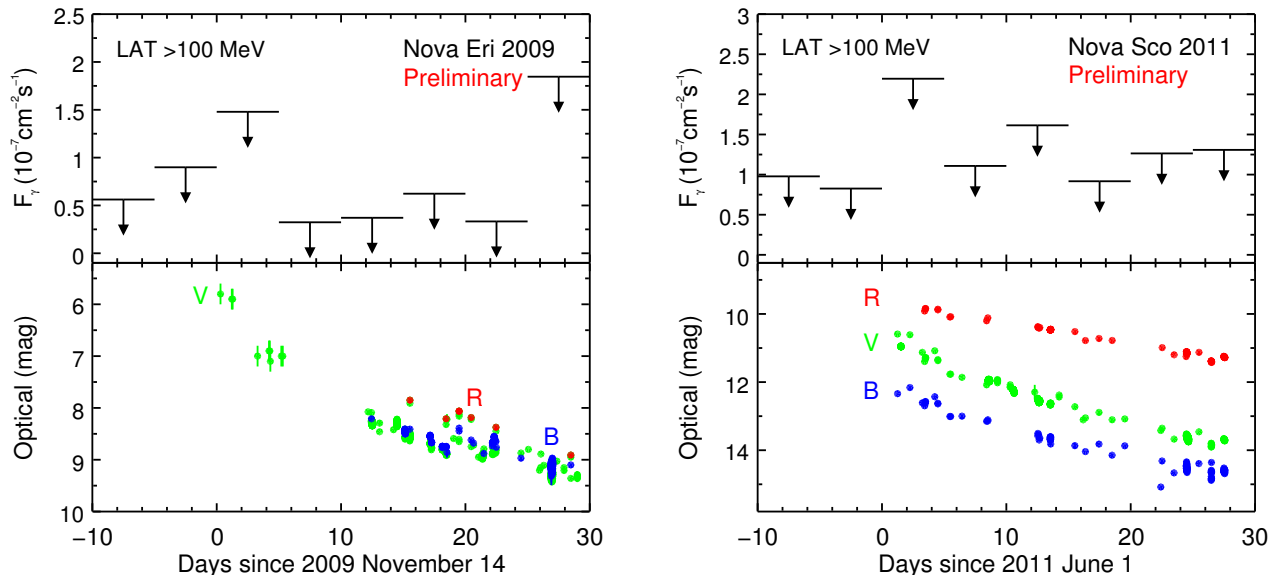 2.5
2
1.5
1
0.5
0
F_γ (10⁻⁷cm⁻²s⁻¹)
LAT >100 MeV
Nova Eri 2009
Preliminary
6
7
8
9
10
Optical (mag)
V
R
B
−10
0
10
20
30
Days since 2009 November 14
3
2.5
2
1.5
1
0.5
0
F_γ (10⁻⁷cm⁻²s⁻¹)
LAT >100 MeV
Nova Sco 2011
Preliminary
10
12
14
Optical (mag)
R
V
B
−10
0
10
20
30
Days since 2011 June 1